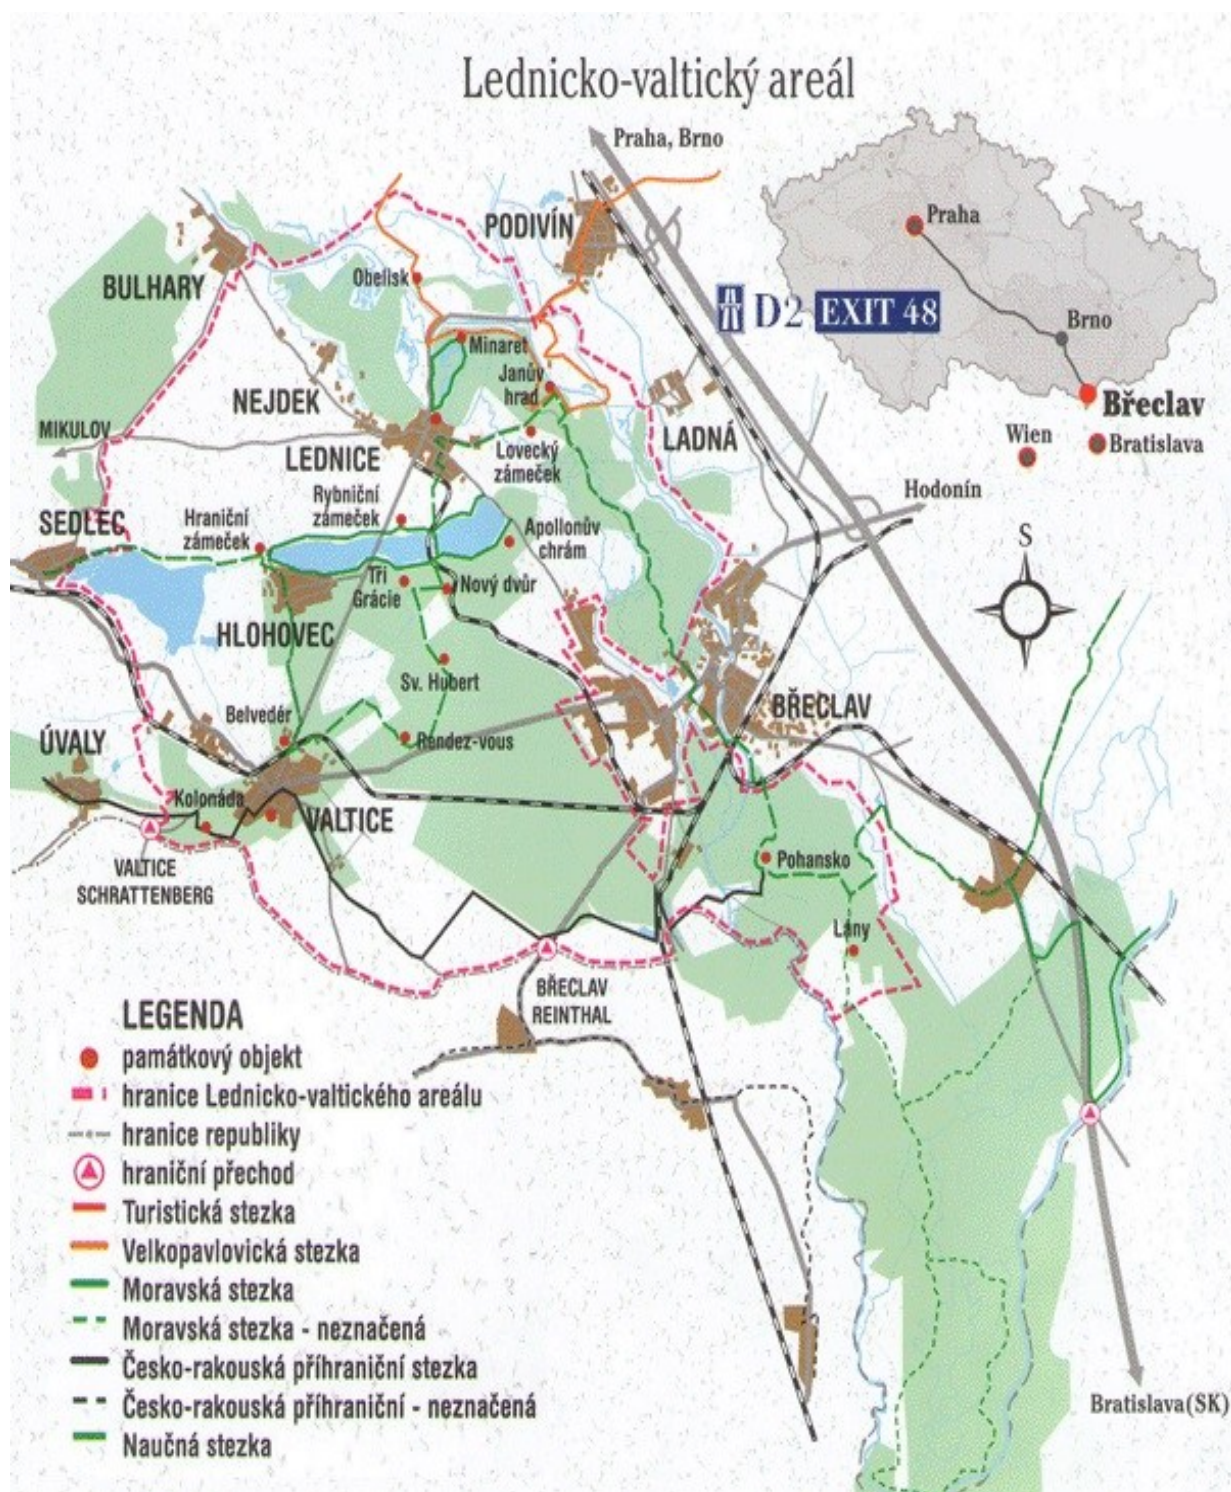 Lednicko-valtický areál
Praha, Brno
Praha
PODIVÍN
BULHARY
Obelisk
D2 EXIT 48
Brno
Minaret
Janův
hrad
NEJDEK
Břeclav
MIKULOV
LEDNICE
Lovecký
zámeček
LADNÁ
Wien
Bratislava
Hodonín
SEDLEC
Hraniční
zámeček
Rybniční
zámeček
Apollonův
chrám
S
Tři
Grácie
Nový dvůr
HLOHOVEC
Sv. Hubert
BŘECLAV
Belvedér
Rendez-vous
ÚVALY
Kolonáda
VALTICE
VALTICE
SCHRATTENBERG
Pohansko
Lány
BŘECLAV
REINTHAL
LEGENDA
památkový objekt
hranice Lednicko-valtického areálu
hranice republiky
hraniční přechod
Turistická stezka
Velkopavlovická stezka
Moravská stezka
Moravská stezka - neznačená
Česko-rakouská příhraniční stezka
Česko-rakouská příhraniční - neznačená
Naučná stezka
Bratislava(SK)